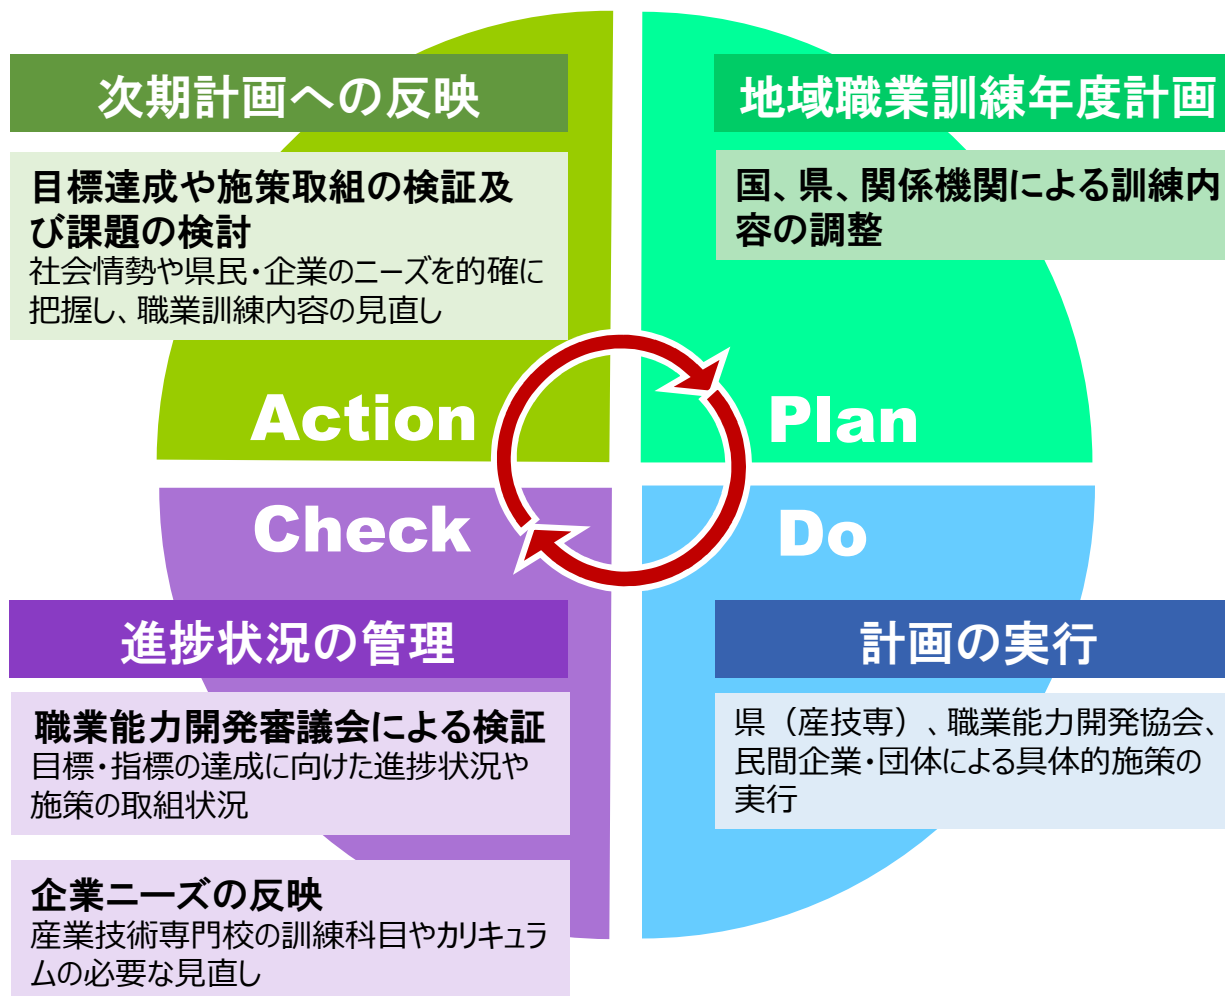 次期計画への反映
目標達成や施策取組の検証及
び課題の検討
社会情勢や県民・企業のニーズを的確に
把握し、職業訓練内容の見直し
Action
地域職業訓練年度計画
国、県、関係機関による訓練内
容の調整
Plan
Check
進捗状況の管理
職業能力開発審議会による検証
目標・指標の達成に向けた進捗状況や
施策の取組状況
企業ニーズの反映
産業技術専門校の訓練科目やカリキュラ
ムの必要な見直し
Do
計画の実行
県（産技専）、職業能力開発協会、
民間企業・団体による具体的施策の
実行